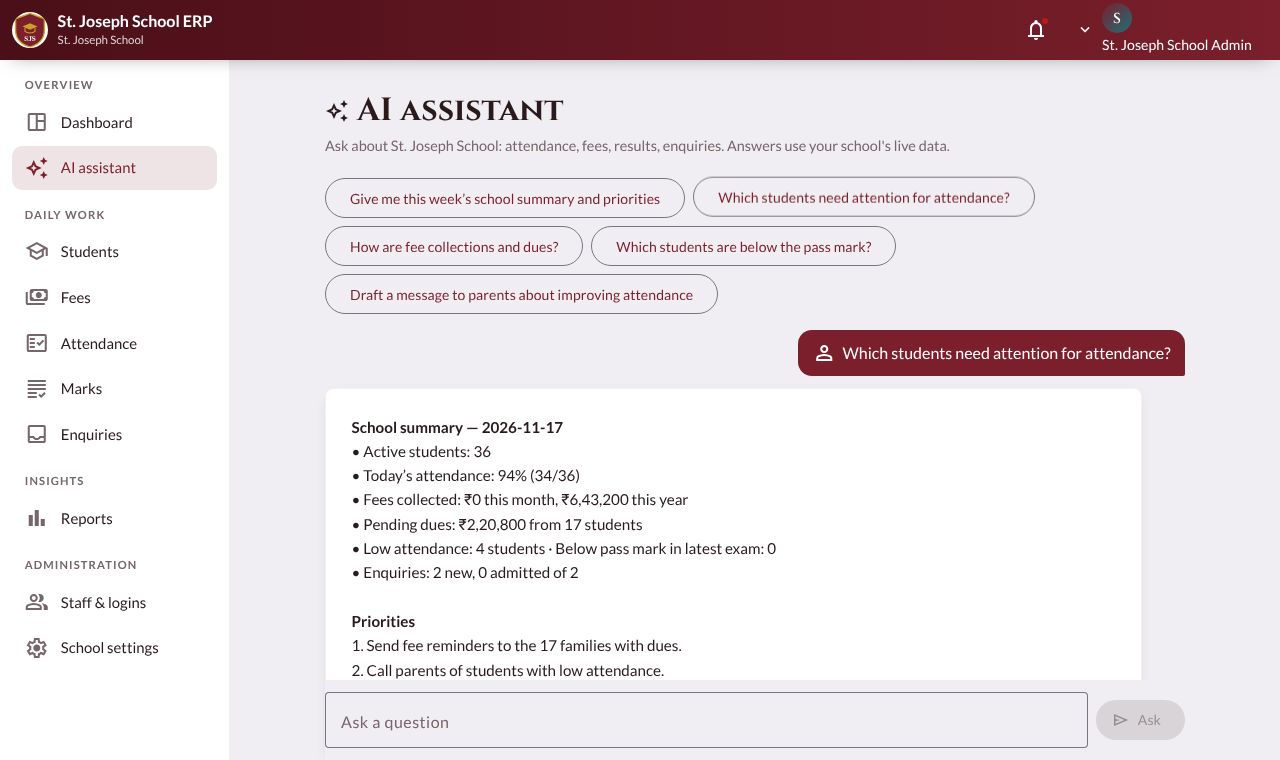 St. Joseph School ERP
St. Joseph School
SJS
S
St. Joseph School Admin
OVERVIEW
Dashboard
AI assistant
DAILY WORK
Students
Fees
Attendance
Marks
Enquiries
INSIGHTS
Reports
ADMINISTRATION
Staff & logins
School settings
AI ASSISTANT
Ask about St. Joseph School: attendance, fees, results, enquiries. Answers use your school's live data.
Give me this week’s school summary and priorities
Which students need attention for attendance?
How are fee collections and dues?
Which students are below the pass mark?
Draft a message to parents about improving attendance
Which students need attention for attendance?
School summary — 2026-11-17
• Active students: 36
• Today’s attendance: 94% (34/36)
• Fees collected: ₹0 this month, ₹6,43,200 this year
• Pending dues: ₹2,20,800 from 17 students
• Low attendance: 4 students · Below pass mark in latest exam: 0
• Enquiries: 2 new, 0 admitted of 2
Priorities
1. Send fee reminders to the 17 families with dues.
2. Call parents of students with low attendance.
Ask a question
Ask